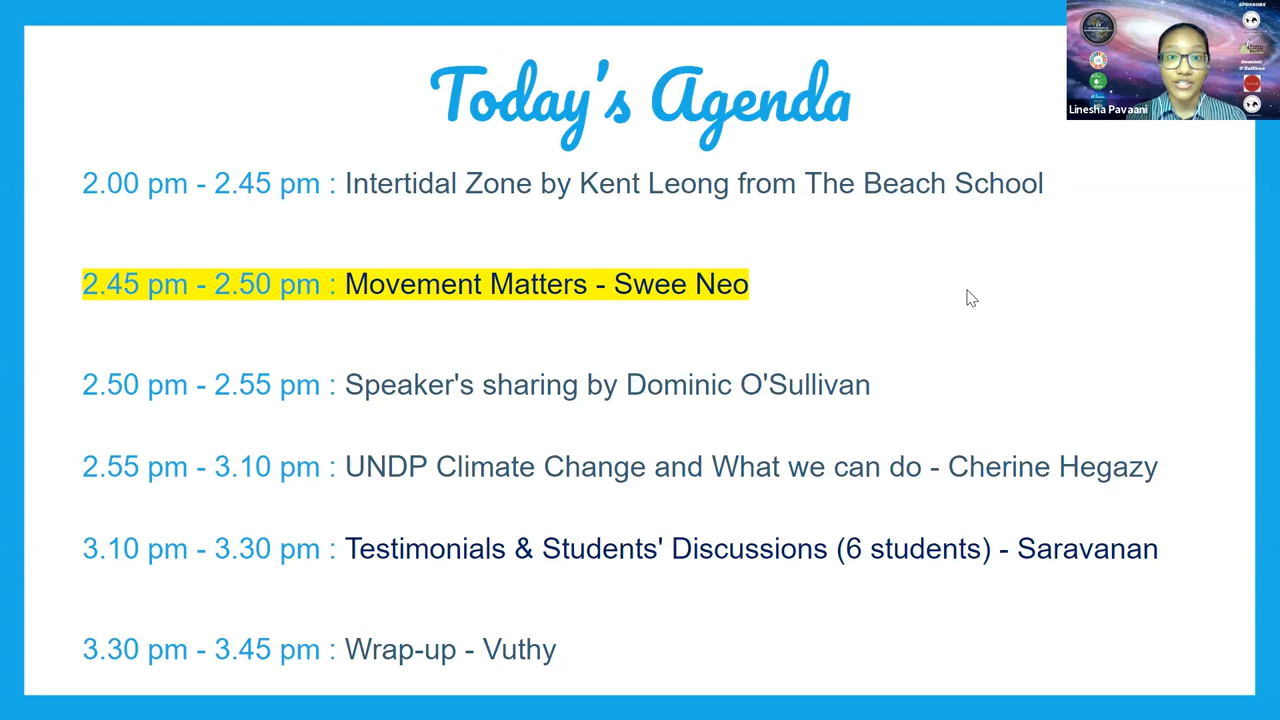 Today's Agenda
2.00 pm - 2.45 pm : Intertidal Zone by Kent Leong from The Beach School
2.45 pm - 2.50 pm : Movement Matters - Swee Neo
2.50 pm - 2.55 pm : Speaker's sharing by Dominic O'Sullivan
2.55 pm - 3.10 pm : UNDP Climate Change and What we can do - Cherine Hegazy
3.10 pm - 3.30 pm : Testimonials & Students' Discussions (6 students) - Saravanan
3.30 pm - 3.45 pm : Wrap-up - Vuthy
SPONSORS
Dominic
O'Sullivan
Linesha Pavaani